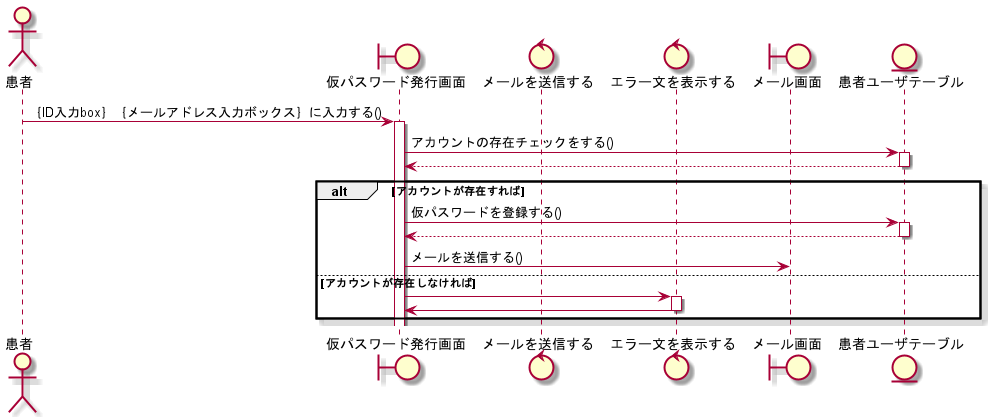 患者
仮パスワード発行画面
メールを送信する
エラー文を表示する
メール画面
患者ユーザテーブル
{ID入力box} {メールアドレス入力ボックス} に入力する()
アカウントの存在チェックをする()
alt
[アカウントが存在すれば]
仮パスワードを登録する()
メールを送信する()
[アカウントが存在しなければ]
患者
仮パスワード発行画面
メールを送信する
エラー文を表示する
メール画面
患者ユーザテーブル